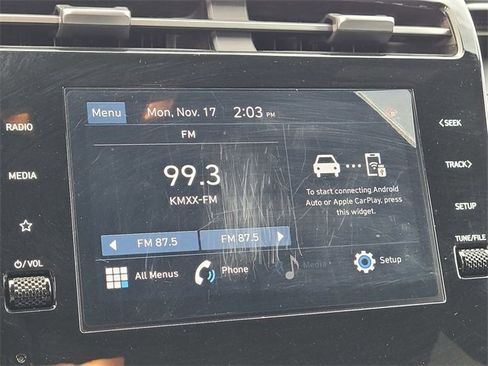 Menu Mon, Nov. 17 2:03 PM
FM
99.3
KMXX-FM
FM 87.5 FM 87.5
To start connecting Android
Auto or Apple CarPlay, press
this widget.
All Menus Phone Media Setup
RADIO
MEDIA
⏻/VOL
<SEEK
TRACK>
SETUP
TUNE/FILE